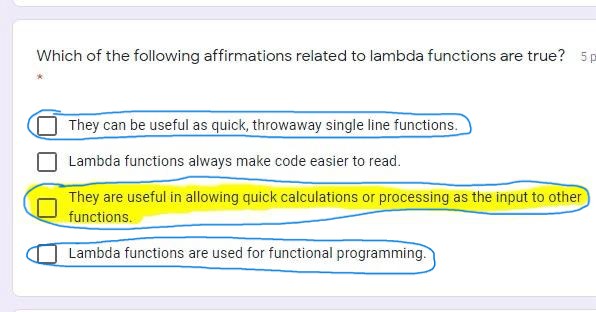 Which of the following affirmations related to lambda functions are true? 5 p
*
They can be useful as quick, throwaway single line functions.
Lambda functions always make code easier to read.
They are useful in allowing quick calculations or processing as the input to other
functions.
Lambda functions are used for functional programming.